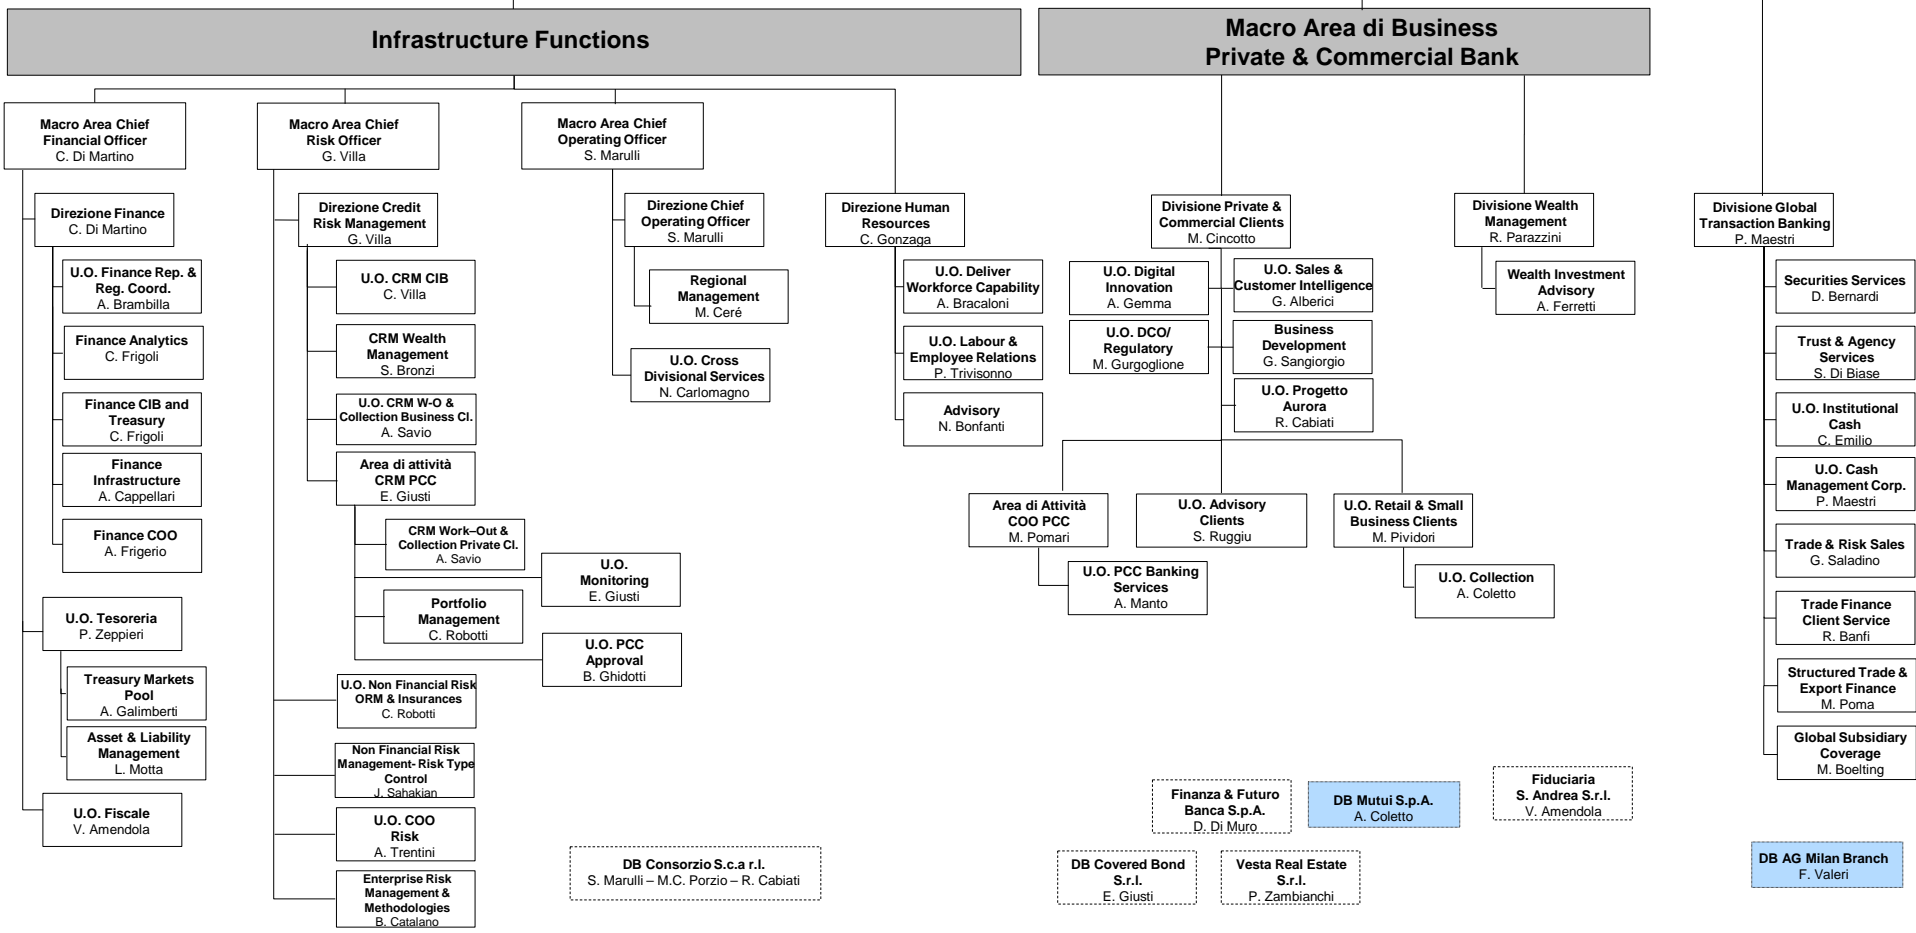 Infrastructure Functions
Macro Area di Business
Private & Commercial Bank
Macro Area Chief
Financial Officer
C. Di Martino
Direzione Finance
C. Di Martino
U.O. Finance Rep. &
Reg. Coord.
A. Brambilla
Finance Analytics
C. Frigoli
Finance CIB and
Treasury
C. Frigoli
Finance
Infrastructure
A. Cappellari
Finance COO
A. Frigerio
U.O. Tesoreria
P. Zeppieri
Treasury Markets
Pool
A. Galimberti
Asset & Liability
Management
L. Motta
U.O. Fiscale
V. Amendola
Macro Area Chief
Risk Officer
G. Villa
Direzione Credit
Risk Management
G. Villa
U.O. CRM CIB
C. Villa
CRM Wealth
Management
S. Bronzi
U.O. CRM W-O &
Collection Business Cl.
A. Savio
Area di attività
CRM PCC
E. Giusti
CRM Work–Out &
Collection Private Cl.
A. Savio
U.O.
Monitoring
E. Giusti
Portfolio
Management
C. Robotti
U.O. PCC
Approval
B. Ghidotti
U.O. Non Financial Risk
ORM & Insurances
C. Robotti
Non Financial Risk
Management- Risk Type
Control
J. Sahakian
U.O. COO
Risk
A. Trentini
Enterprise Risk
Management &
Methodologies
B. Catalano
Macro Area Chief
Operating Officer
S. Marulli
Direzione Chief
Operating Officer
S. Marulli
Regional
Management
M. Ceré
U.O. Cross
Divisional Services
N. Carlomagno
Direzione Human
Resources
C. Gonzaga
U.O. Deliver
Workforce Capability
A. Bracaloni
U.O. Labour &
Employee Relations
P. Trivisonno
Advisory
N. Bonfanti
Divisione Private &
Commercial Clients
M. Cincotto
U.O. Digital
Innovation
A. Gemma
U.O. Sales &
Customer Intelligence
G. Alberici
U.O. DCO/
Regulatory
M. Gurgoglione
Business
Development
G. Sangiorgio
U.O. Progetto
Aurora
R. Cabiati
Area di Attività
COO PCC
M. Pomari
U.O. PCC Banking
Services
A. Manto
U.O. Advisory
Clients
S. Ruggiu
U.O. Retail & Small
Business Clients
M. Pividori
U.O. Collection
A. Coletto
Divisione Wealth
Management
R. Parazzini
Wealth Investment
Advisory
A. Ferretti
Divisione Global
Transaction Banking
P. Maestri
Securities Services
D. Bernardi
Trust & Agency
Services
S. Di Biase
U.O. Institutional
Cash
C. Emilio
U.O. Cash
Management Corp.
P. Maestri
Trade & Risk Sales
G. Saladino
Trade Finance
Client Service
R. Banfi
Structured Trade &
Export Finance
M. Poma
Global Subsidiary
Coverage
M. Boelting
DB Consorzio S.c.a r.l.
S. Marulli – M.C. Porzio – R. Cabiati
Finanza & Futuro
Banca S.p.A.
D. Di Muro
DB Mutui S.p.A.
A. Coletto
Fiduciaria
S. Andrea S.r.l.
V. Amendola
DB Covered Bond
S.r.l.
E. Giusti
Vesta Real Estate
S.r.l.
P. Zambianchi
DB AG Milan Branch
F. Valeri